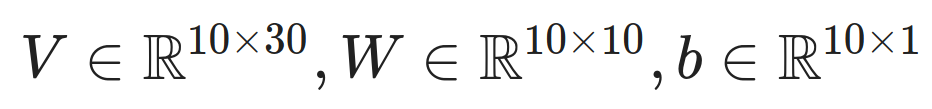 V ∈ ℝ^{10×30}, W ∈ ℝ^{10×10}, b ∈ ℝ^{10×1}